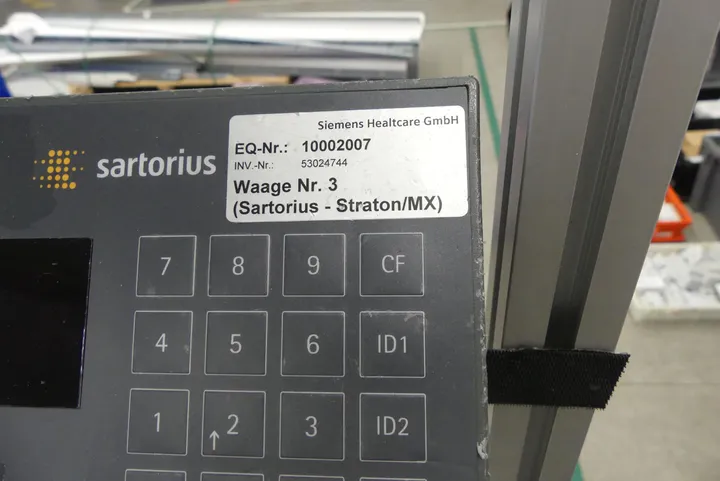 Siemens Healtcare GmbH
EQ-Nr.: 10002007
INV.-Nr.: 53024744
Waage Nr. 3
(Sartorius - Straton/MX)
sartorius
7 8 9 CF
4 5 6 ID1
1 ↑2 3 ID2